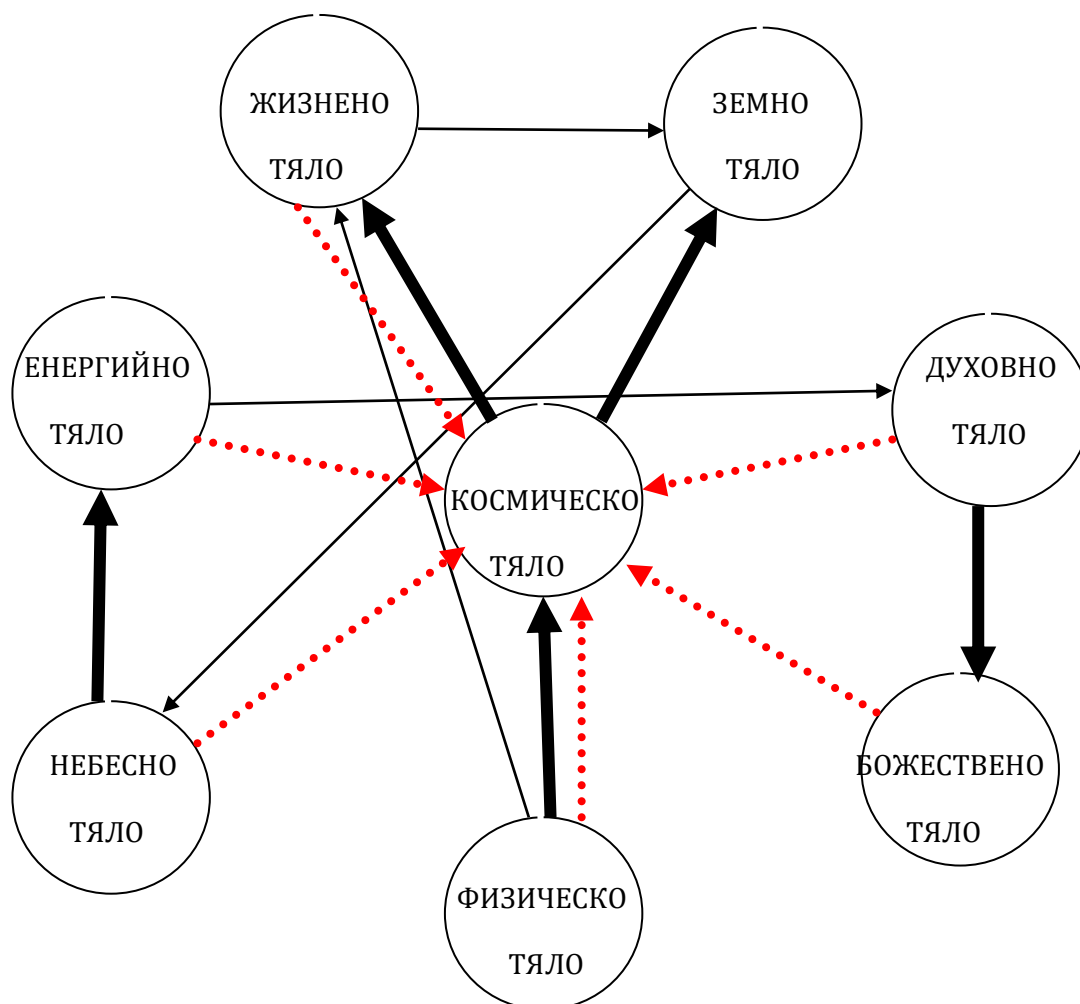 ЖИЗНЕНО
ТЯЛО
ЗЕМНО
ТЯЛО
ЕНЕРГИЙНО
ТЯЛО
ДУХОВНО
ТЯЛО
КОСМИЧЕСКО
ТЯЛО
НЕБЕСНО
ТЯЛО
БОЖЕСТВЕНО
ТЯЛО
ФИЗИЧЕСКО
ТЯЛО